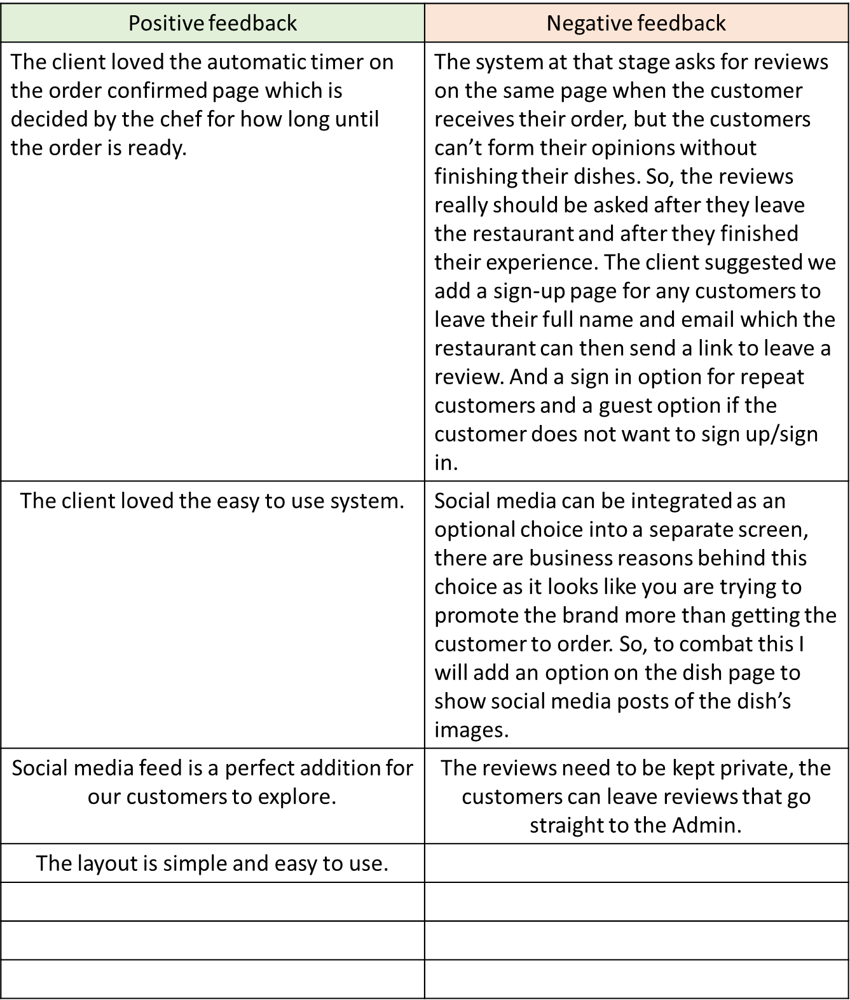 Positive feedback
Negative feedback
The client loved the automatic timer on
the order confirmed page which is
decided by the chef for how long until
the order is ready.
The system at that stage asks for reviews
on the same page when the customer
receives their order, but the customers
can’t form their opinions without
finishing their dishes. So, the reviews
really should be asked after they leave
the restaurant and after they finished
their experience. The client suggested we
add a sign-up page for any customers to
leave their full name and email which the
restaurant can then send a link to leave a
review. And a sign in option for repeat
customers and a guest option if the
customer does not want to sign up/sign
in.
The client loved the easy to use system.
Social media can be integrated as an
optional choice into a separate screen,
there are business reasons behind this
choice as it looks like you are trying to
promote the brand more than getting the
customer to order. So, to combat this I
will add an option on the dish page to
show social media posts of the dish’s
images.
Social media feed is a perfect addition for
our customers to explore.
The reviews need to be kept private, the
customers can leave reviews that go
straight to the Admin.
The layout is simple and easy to use.